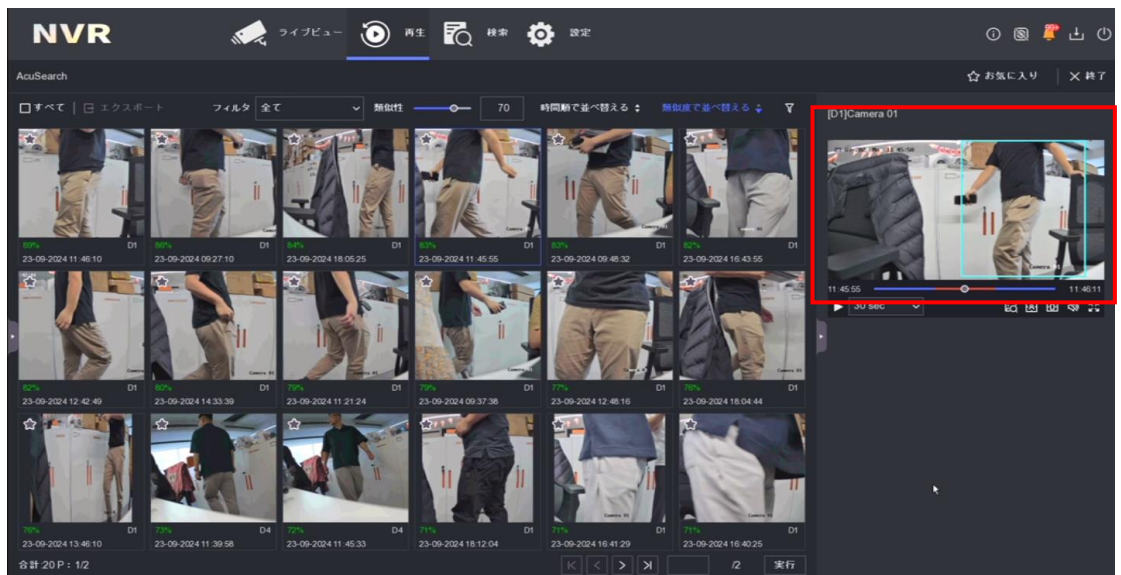 NVR
ライブビュー 再生 検索 設定
99+
AcuSearch
お気に入り 終了
すべて エクスポート フィルタ 全て 類似性 70 時間順で並べ替える 類似度で並べ替える
[D1]Camera 01
89% D1
23-09-2024 11:46:10
86% D1
23-09-2024 09:27:10
84% D1
23-09-2024 18:05:25
83% D1
23-09-2024 11:45:55
83% D1
23-09-2024 09:48:32
82% D1
23-09-2024 16:43:55
Camera 01
11:45:55 11:46:11
30 sec
82% D1
23-09-2024 12:42:49
80% D1
23-09-2024 14:33:39
79% D1
23-09-2024 11:21:24
79% D1
23-09-2024 09:37:38
77% D1
23-09-2024 12:48:16
76% D1
23-09-2024 18:04:44
76% D1
23-09-2024 13:46:10
73% D4
23-09-2024 11:39:58
72% D4
23-09-2024 11:45:33
71% D1
23-09-2024 18:12:04
71% D1
23-09-2024 16:41:29
71% D1
23-09-2024 16:40:25
合計:20 P: 1/2
/2 実行